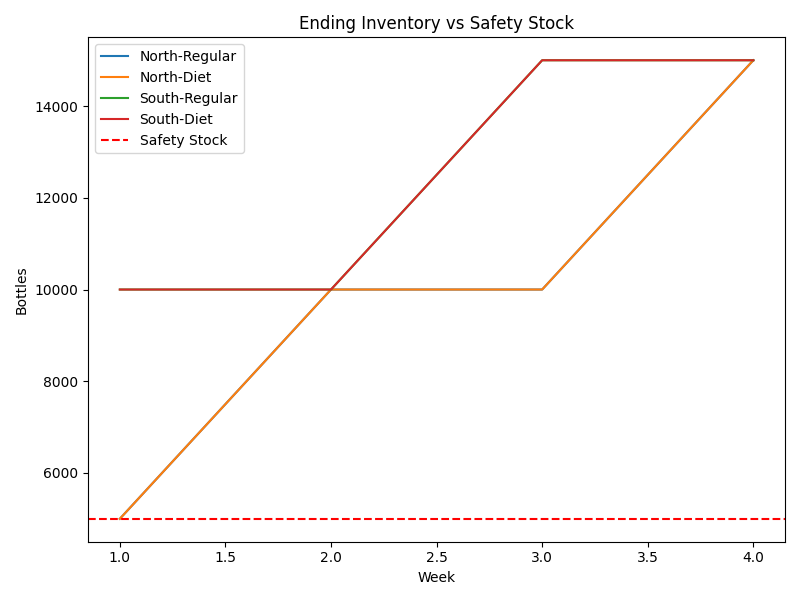 Ending Inventory vs Safety Stock
North-Regular
North-Diet
South-Regular
South-Diet
Safety Stock
14000
12000
10000
8000
6000
Bottles
1.0 1.5 2.0 2.5 3.0 3.5 4.0
Week